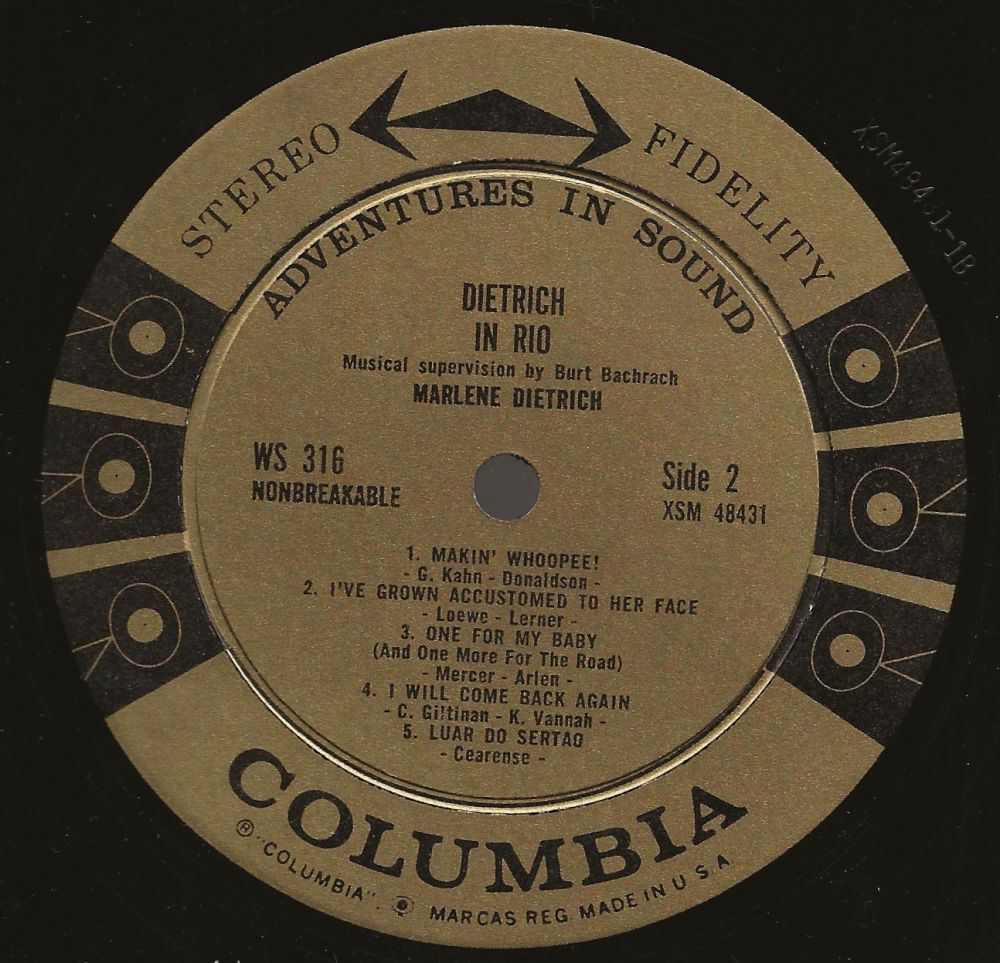 STEREO FIDELITY
ADVENTURES IN SOUND
DIETRICH
IN RIO
Musical supervision by Burt Bachrach
MARLENE DIETRICH
WS 316
NONBREAKABLE
Side 2
XSM 48431
1. MAKIN' WHOOPEE!
- G. Kahn - Donaldson -
2. I'VE GROWN ACCUSTOMED TO HER FACE
- Loewe - Lerner -
3. ONE FOR MY BABY
(And One More For The Road)
- Mercer - Arlen -
4. I WILL COME BACK AGAIN
- C. Giltinan - K. Vannah -
5. LUAR DO SERTAO
- Cearense -
COLUMBIA
® "COLUMBIA". MARCAS REG. MADE IN U.S.A.
XSM48431-1B